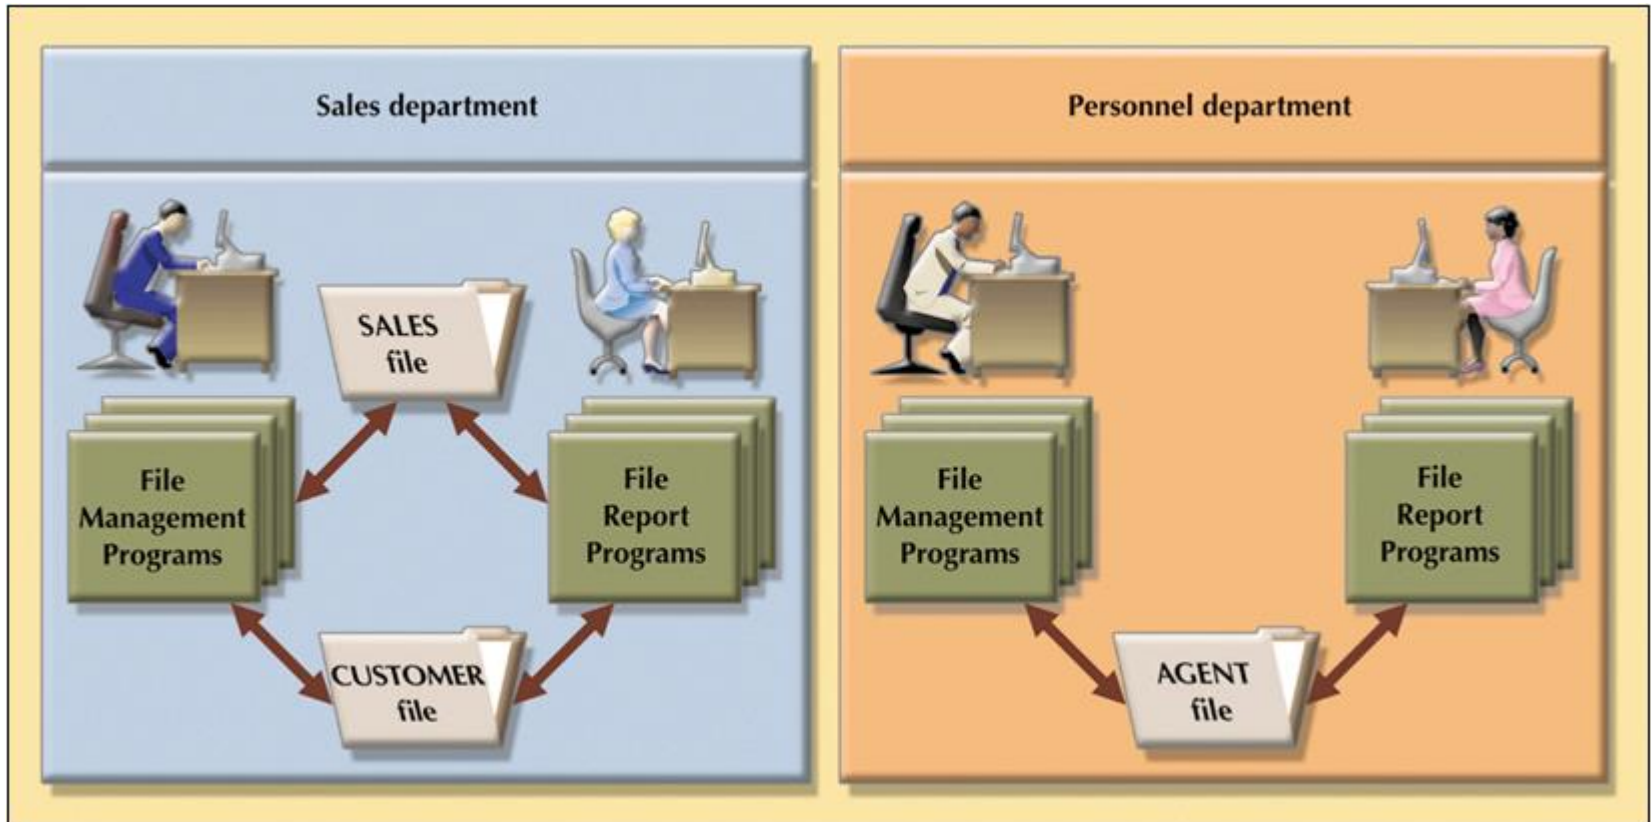 Sales department
Personnel department
SALES
file
File
Management
Programs
File
Report
Programs
CUSTOMER
file
File
Management
Programs
File
Report
Programs
AGENT
file